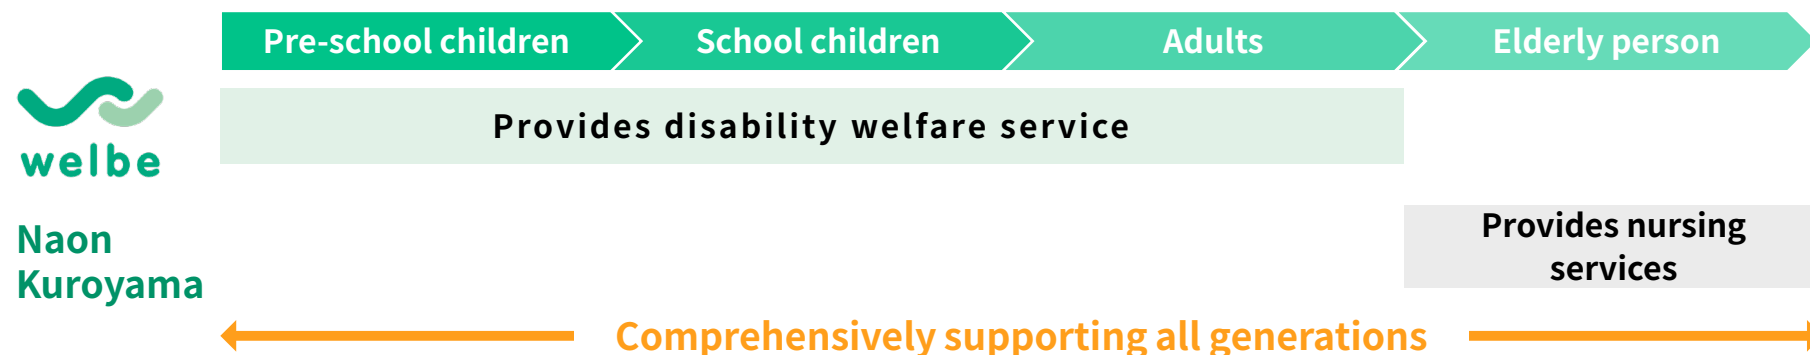 Pre-school children
School children
Adults
Elderly person
welbe
Provides disability welfare service
Naon
Kuroyama
Provides nursing
services
Comprehensively supporting all generations